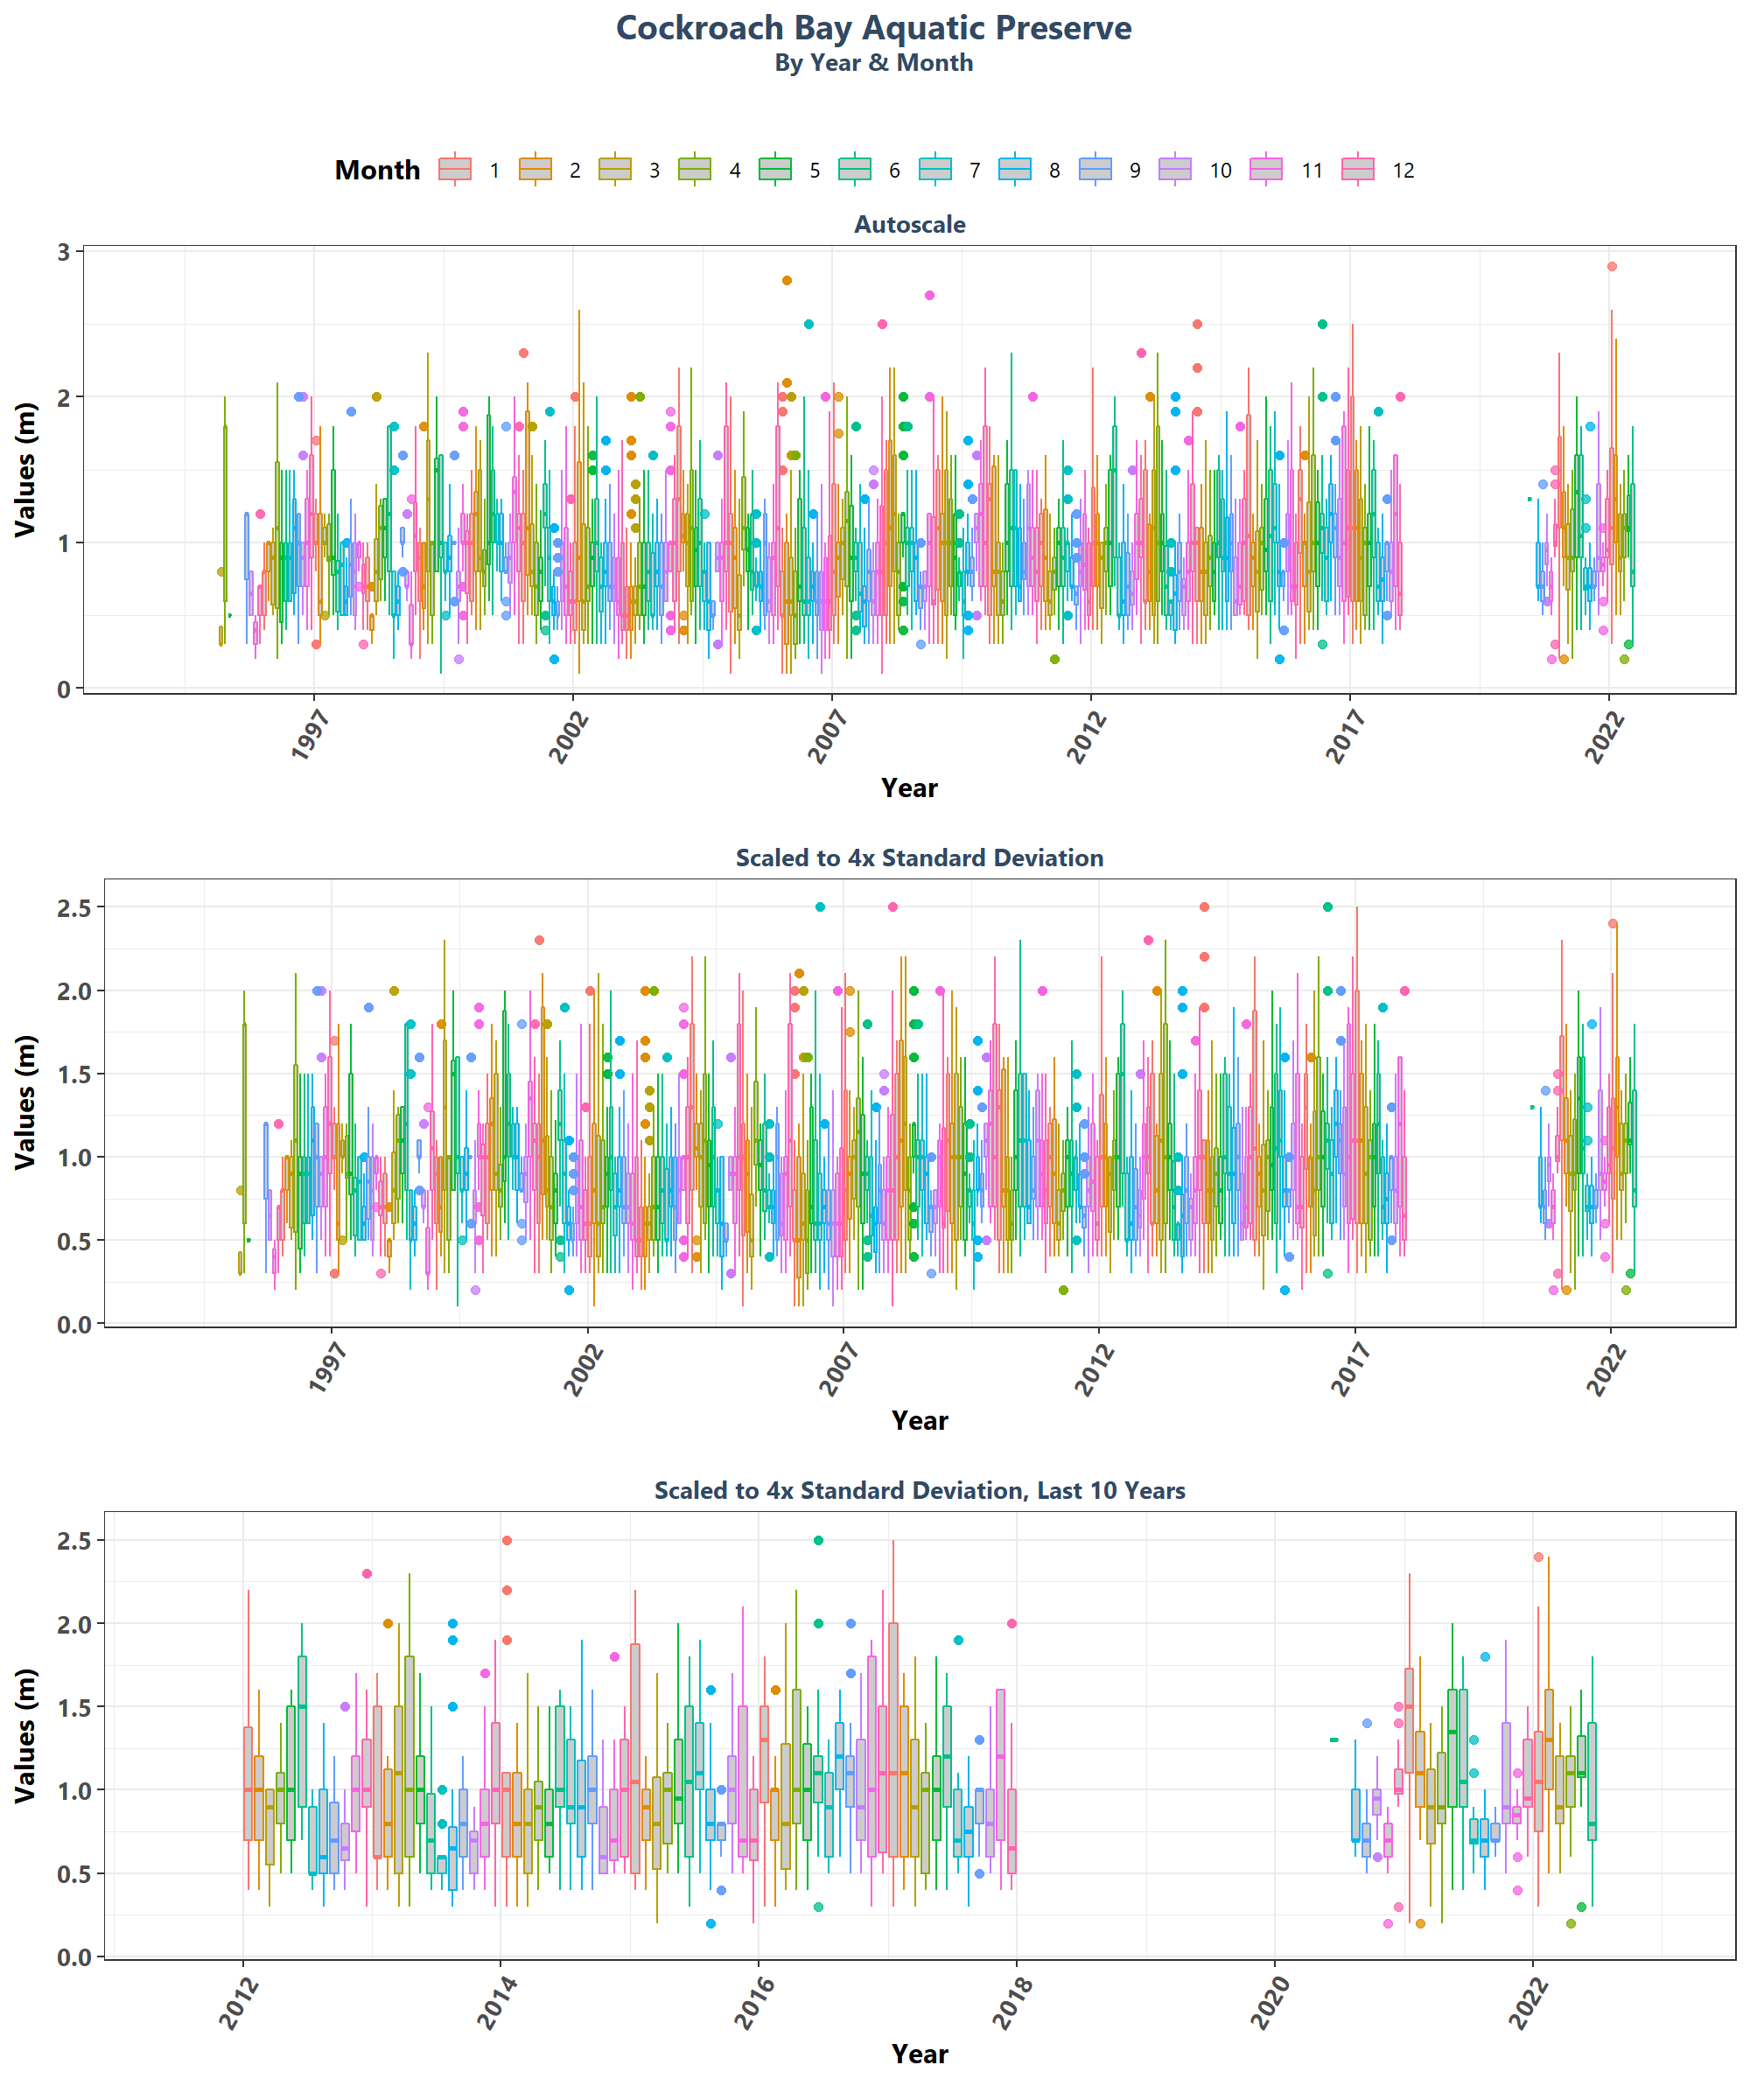 Cockroach Bay Aquatic Preserve
By Year & Month
Month 1 2 3 4 5 6 7 8 9 10 11 12
Autoscale
3
2
1
0
Values (m)
1997 2002 2007 2012 2017 2022
Year
Scaled to 4x Standard Deviation
2.5
2.0
1.5
1.0
0.5
0.0
Values (m)
1997 2002 2007 2012 2017 2022
Year
Scaled to 4x Standard Deviation, Last 10 Years
2.5
2.0
1.5
1.0
0.5
0.0
Values (m)
2012 2014 2016 2018 2020 2022
Year